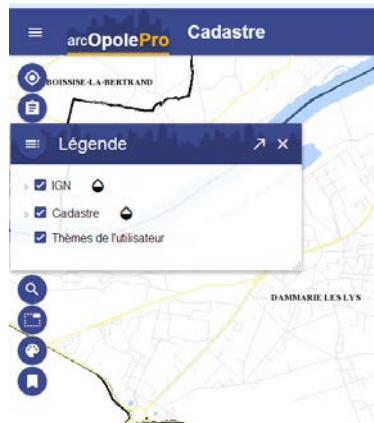 arcOpolePro Cadastre
BOISSISE-LA-BERTRAND
Légende
IGN
Cadastre
Thèmes de l'utilisateur
DAMMARIE LES LYS